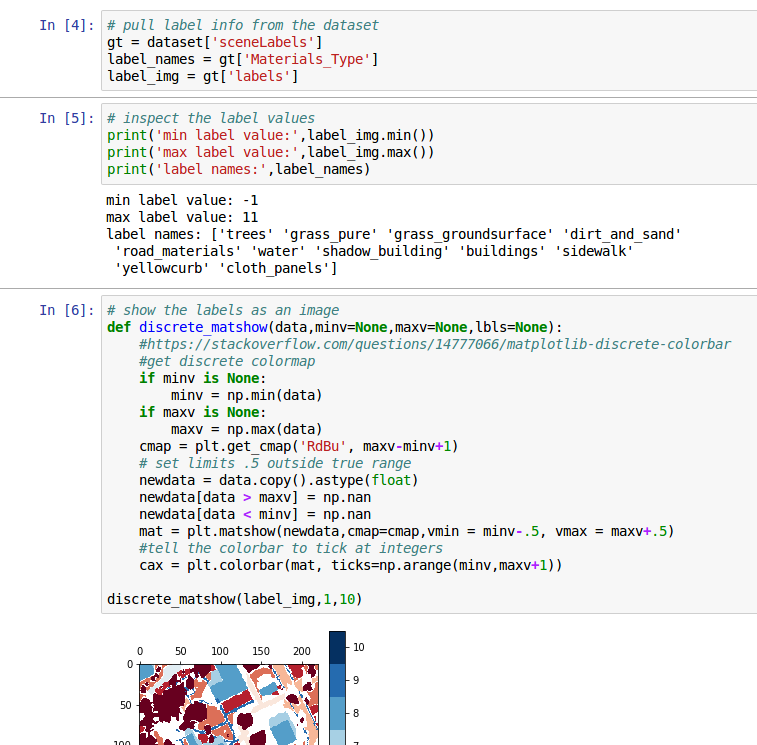 In [4]: # pull label info from the dataset
gt = dataset['sceneLabels']
label_names = gt['Materials_Type']
label_img = gt['labels']
In [5]: # inspect the label values
print('min label value:',label_img.min())
print('max label value:',label_img.max())
print('label names:',label_names)
min label value: -1
max label value: 11
label names: ['trees' 'grass_pure' 'grass_groundsurface' 'dirt_and_sand'
 'road_materials' 'water' 'shadow_building' 'buildings' 'sidewalk'
 'yellowcurb' 'cloth_panels']
In [6]: # show the labels as an image
def discrete_matshow(data,minv=None,maxv=None,lbls=None):
    #https://stackoverflow.com/questions/14777066/matplotlib-discrete-colorbar
    #get discrete colormap
    if minv is None:
        minv = np.min(data)
    if maxv is None:
        maxv = np.max(data)
    cmap = plt.get_cmap('RdBu', maxv-minv+1)
    # set limits .5 outside true range
    newdata = data.copy().astype(float)
    newdata[data > maxv] = np.nan
    newdata[data < minv] = np.nan
    mat = plt.matshow(newdata,cmap=cmap,vmin = minv-.5, vmax = maxv+.5)
    #tell the colorbar to tick at integers
    cax = plt.colorbar(mat, ticks=np.arange(minv,maxv+1))
discrete_matshow(label_img,1,10)
0 50 100 150 200
0
50
100
10
9
8
7